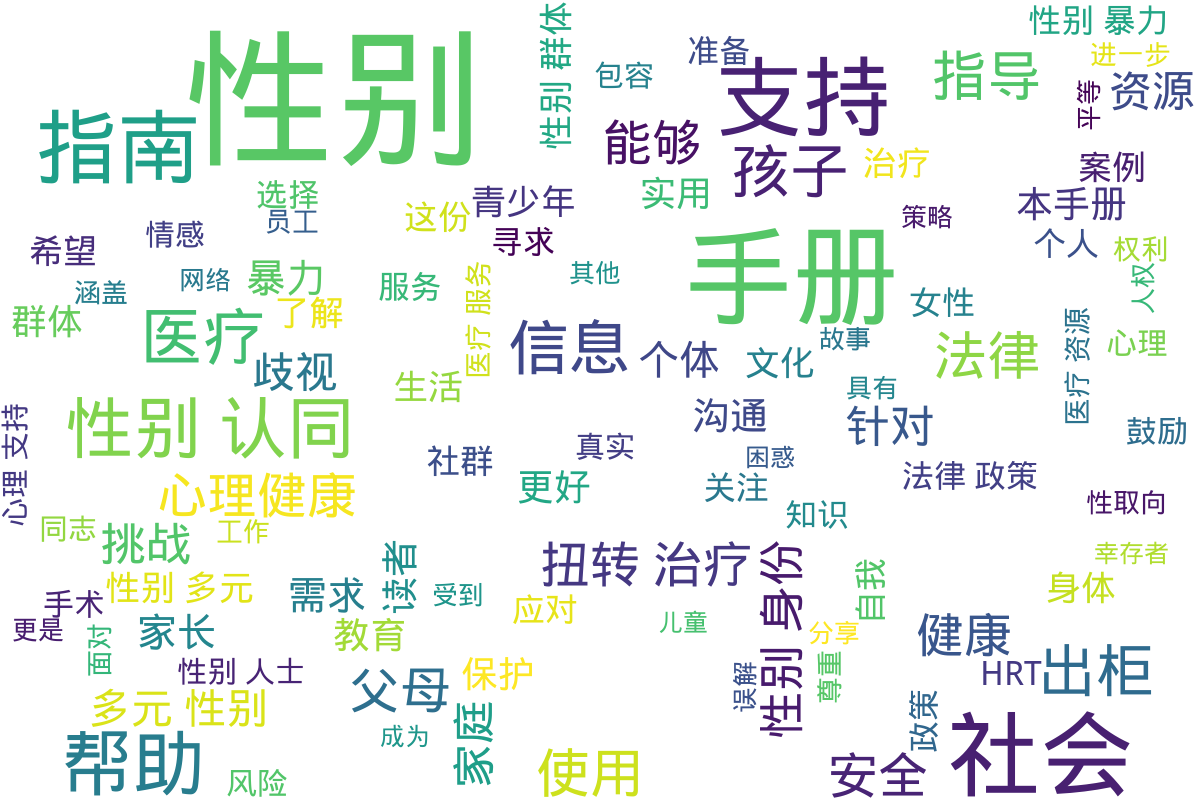 性别
支持
手册
指南
社会
性别 群体
准备
包容
能够
孩子
治疗
指导
性别 暴力
进一步
资源
平等
案例
本手册
个人
权利
人权
策略
实用
青少年
这份
寻求
选择
员工
情感
希望
网络
暴力
涵盖
了解
群体
医疗
歧视
服务
医疗 服务
其他
信息
个体
文化
故事
女性
法律
医疗 资源
心理
具有
生活
性别 认同
沟通
针对
鼓励
心理 支持
社群
真实
困惑
法律 政策
心理健康
更好
关注
知识
性取向
同志
挑战
工作
扭转 治疗
性别 身份
自我
幸存者
身体
性别 多元
需求
读者
受到
应对
儿童
分享
健康
手术
更是
面对
家长
教育
性别 人士
父母
保护
误解
尊重
HRT
出柜
多元 性别
家庭
成为
政策
帮助
风险
使用
安全